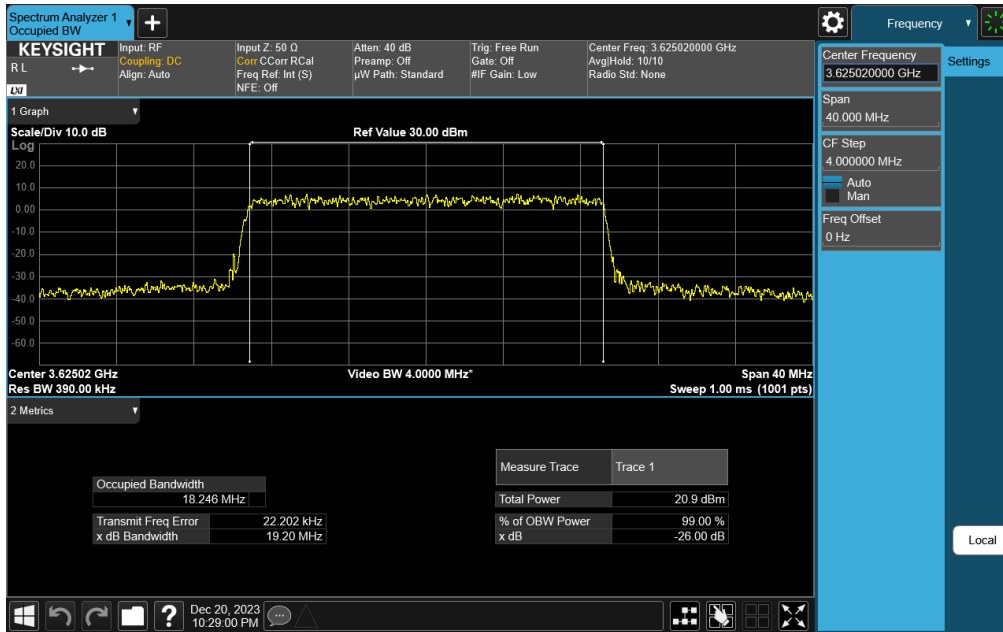 Spectrum Analyzer 1
Occupied BW
+
Frequency
KEYSIGHT
R L
LXI
Input: RF
Coupling: DC
Align: Auto
Input Z: 50 Ω
Corr CCorr RCal
Freq Ref: Int (S)
NFE: Off
Atten: 40 dB
Preamp: Off
µW Path: Standard
Trig: Free Run
Gate: Off
#IF Gain: Low
Center Freq: 3.625020000 GHz
Avg|Hold: 10/10
Radio Std: None
Center Frequency
3.625020000 GHz
Settings
Span
40.000 MHz
CF Step
4.000000 MHz
Auto
Man
Freq Offset
0 Hz
Local
1 Graph
Scale/Div 10.0 dB
Ref Value 30.00 dBm
Log
20.0
10.0
0.00
-10.0
-20.0
-30.0
-40.0
-50.0
-60.0
Center 3.62502 GHz
Video BW 4.0000 MHz*
Span 40 MHz
Res BW 390.00 kHz
Sweep 1.00 ms (1001 pts)
2 Metrics
Occupied Bandwidth
18.246 MHz
Transmit Freq Error 22.202 kHz
x dB Bandwidth 19.20 MHz
Measure Trace Trace 1
Total Power 20.9 dBm
% of OBW Power 99.00 %
x dB -26.00 dB
?
Dec 20, 2023
10:29:00 PM